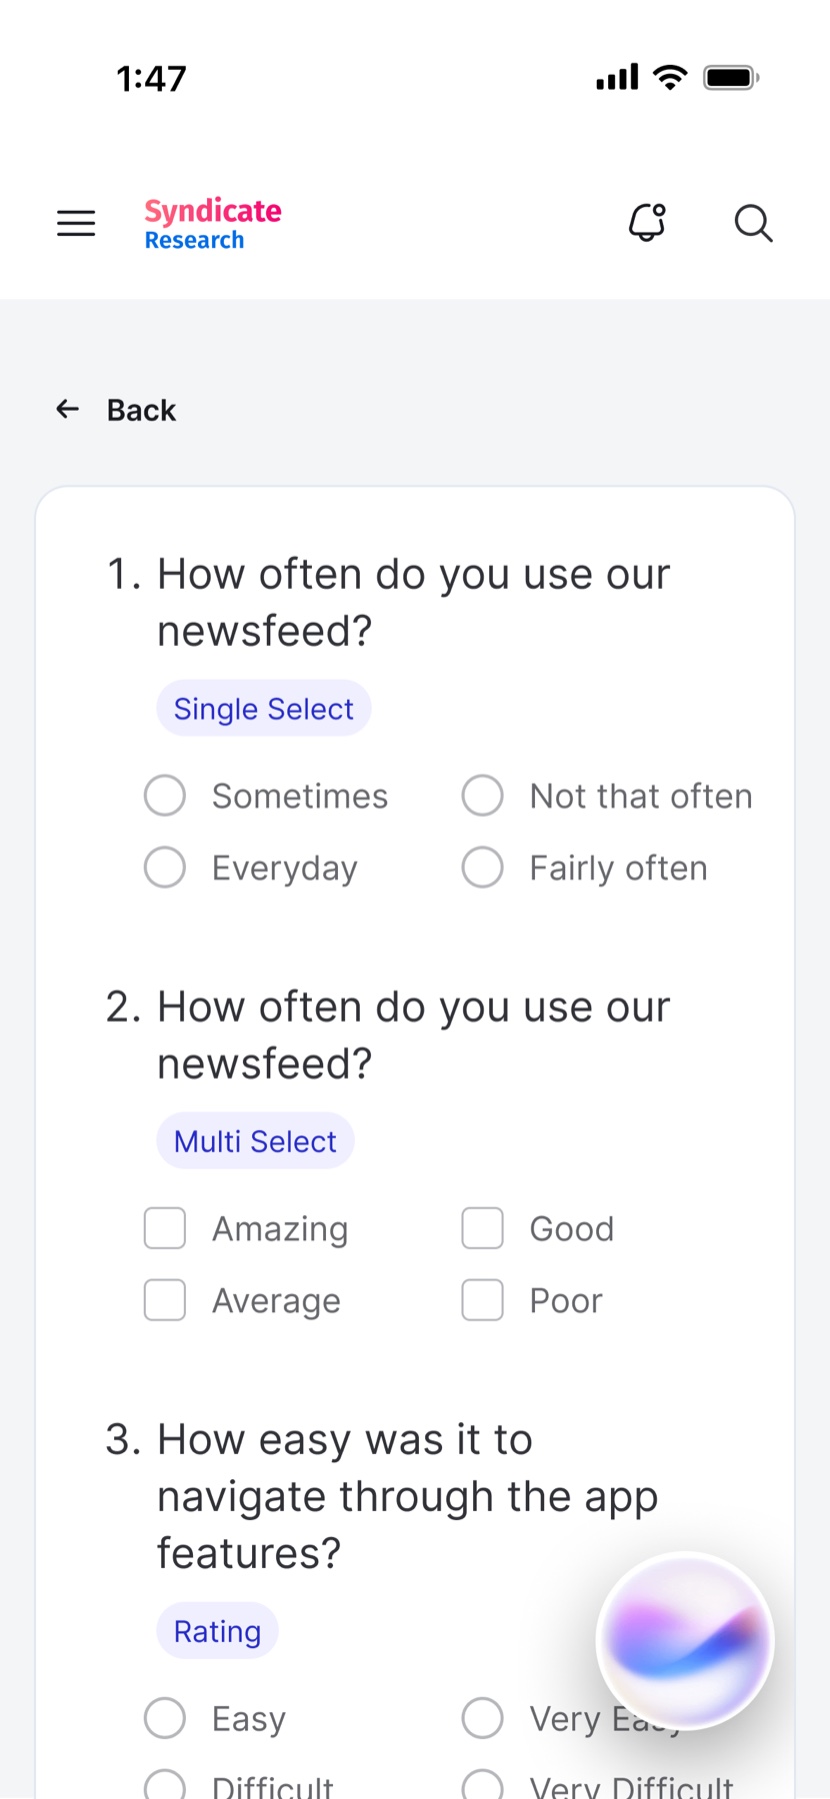 1:47
Syndicate
Research
Back
1. How often do you use our
newsfeed?
Single Select
Sometimes
Not that often
Everyday
Fairly often
2. How often do you use our
newsfeed?
Multi Select
Amazing
Good
Average
Poor
3. How easy was it to
navigate through the app
features?
Rating
Easy
Very
Difficult
Very Difficult